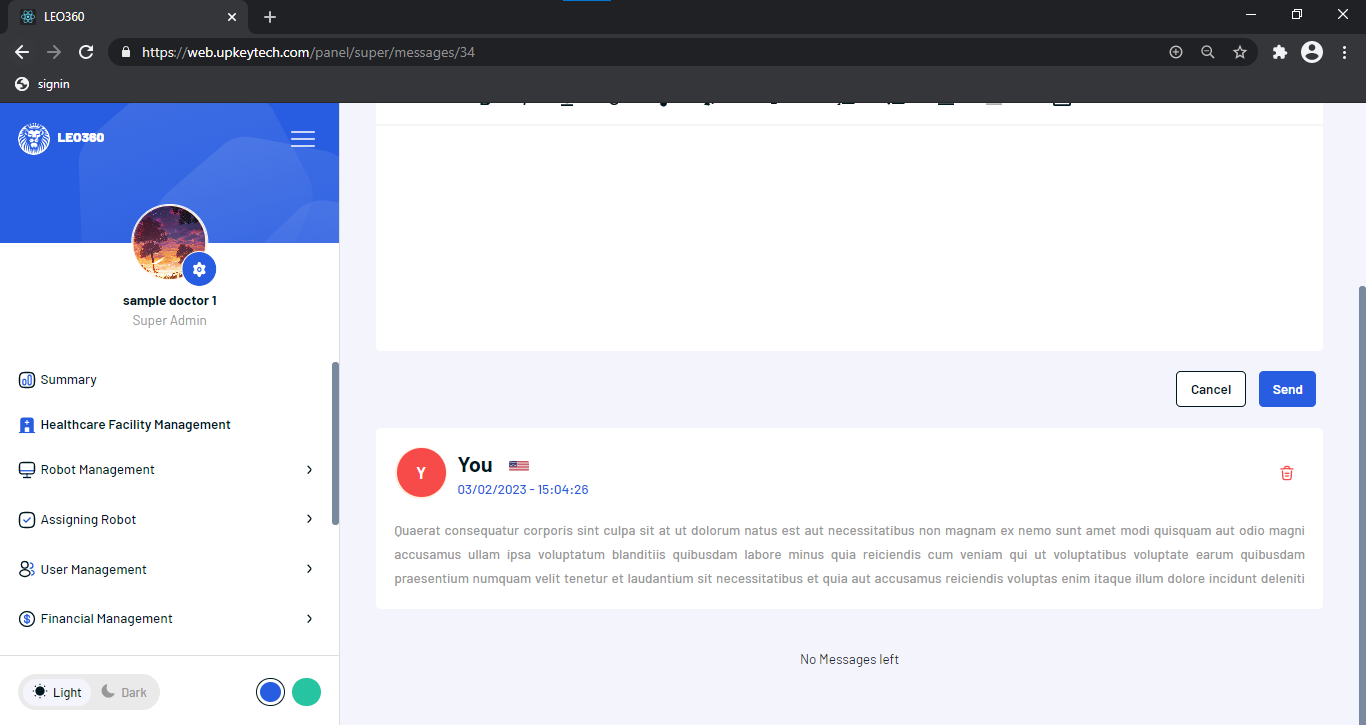 LEO360
https://web.upkeytech.com/panel/super/messages/34
signin
LEO360
sample doctor 1
Super Admin
Summary
Healthcare Facility Management
Robot Management
Assigning Robot
User Management
Financial Management
Light
Dark
Cancel
Send
Y
You
03/02/2023 - 15:04:26
Quaerat consequatur corporis sint culpa sit at ut dolorum natus est aut necessitatibus non magnam ex nemo sunt amet modi quisquam aut odio magni
accusamus ullam ipsa voluptatum blanditiis quibusdam labore minus quia reiciendis cum veniam qui ut voluptatibus voluptate earum quibusdam
praesentium numquam velit tenetur et laudantium sit necessitatibus et quia aut accusamus reiciendis voluptas enim itaque illum dolore incidunt deleniti
No Messages left